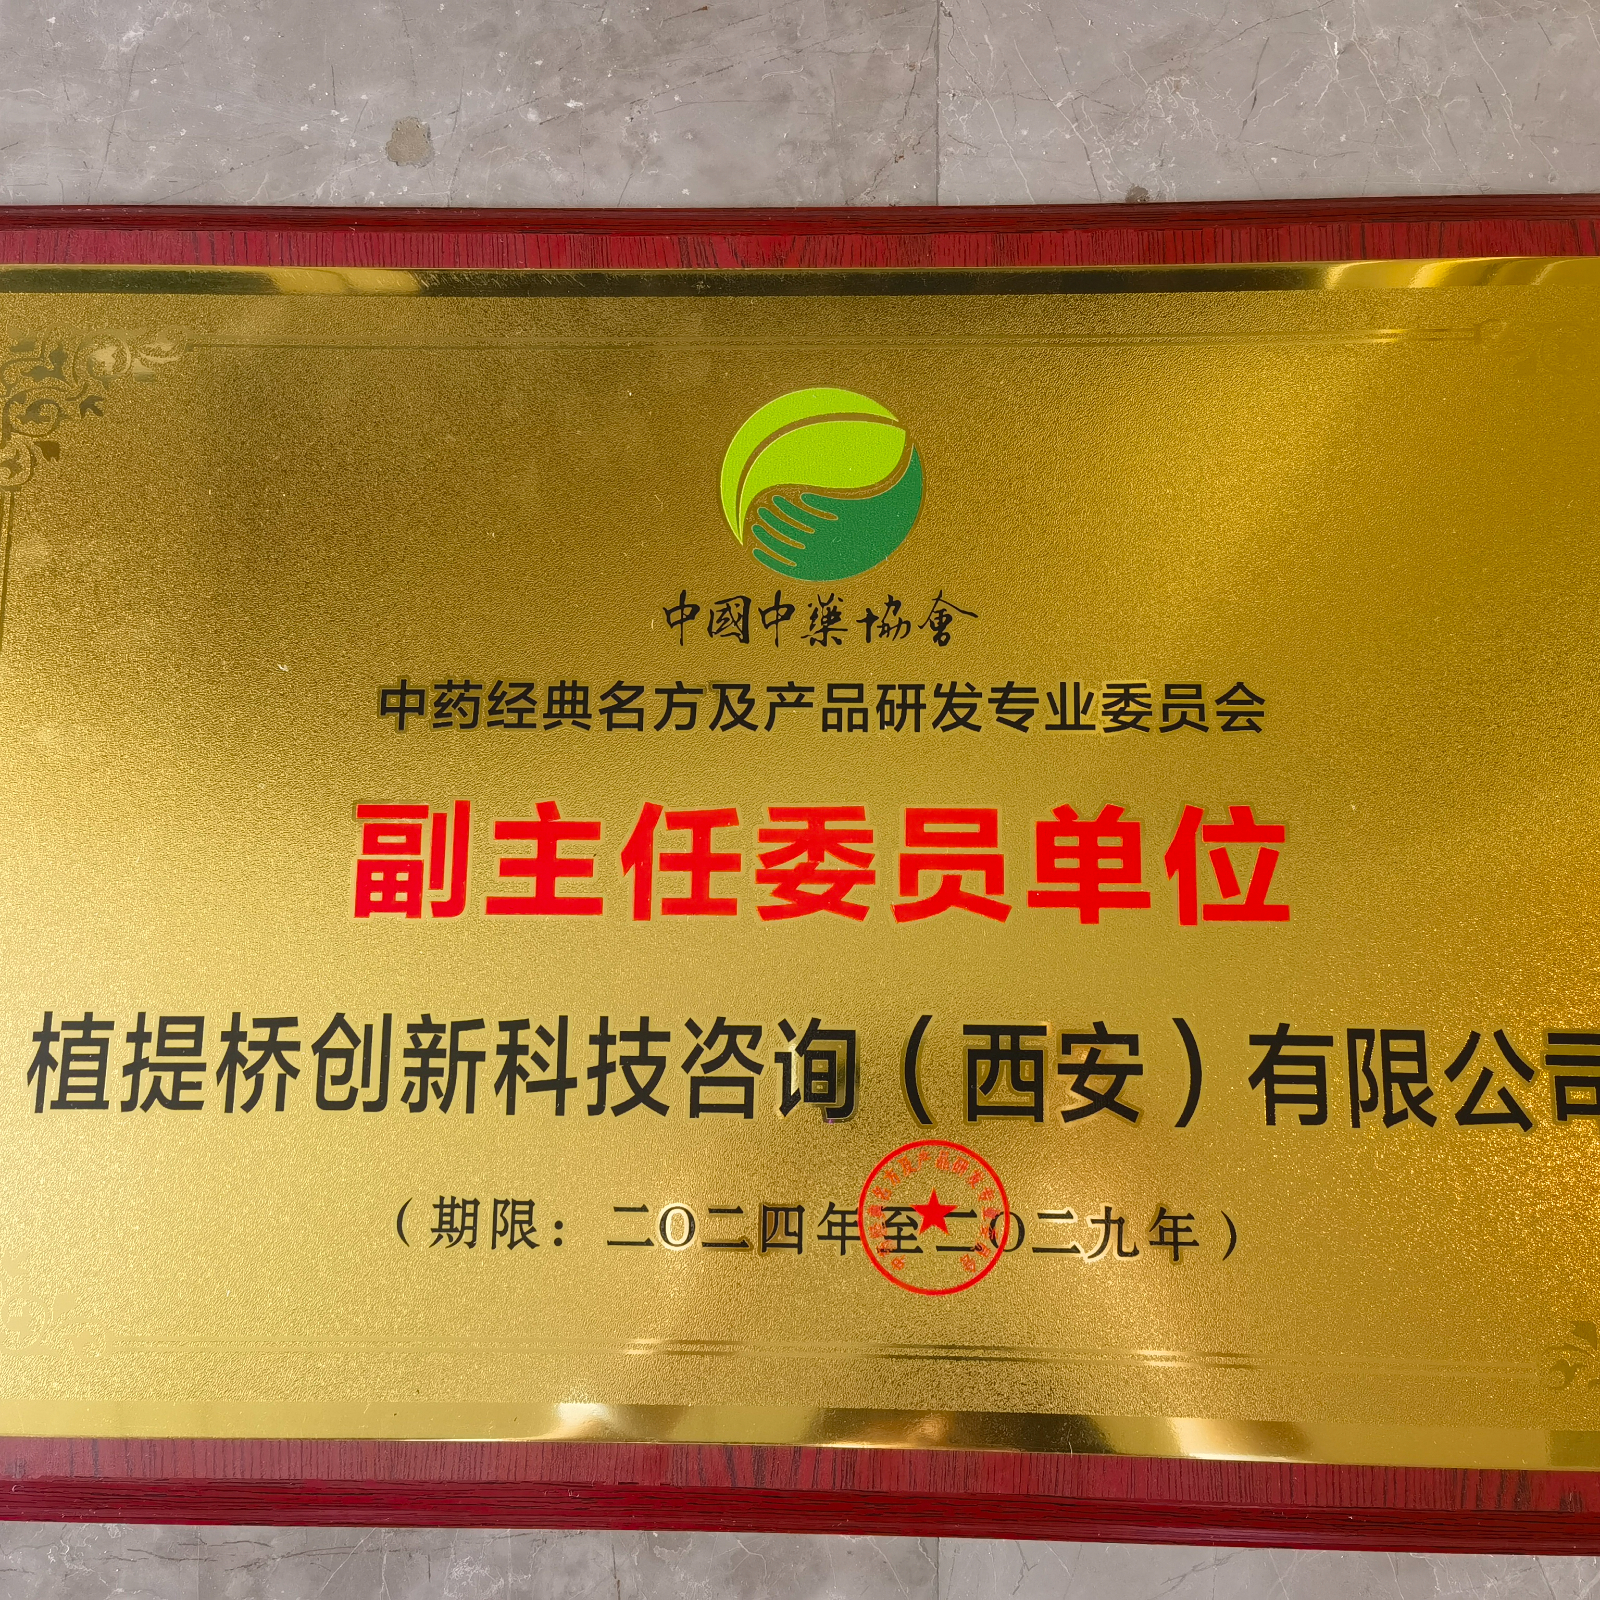 中國中藥協會
中药经典名方及产品研发专业委员会
副主任委员单位
植提桥创新科技咨询（西安）有限公司
（期限：二〇二四年至二〇二九年）